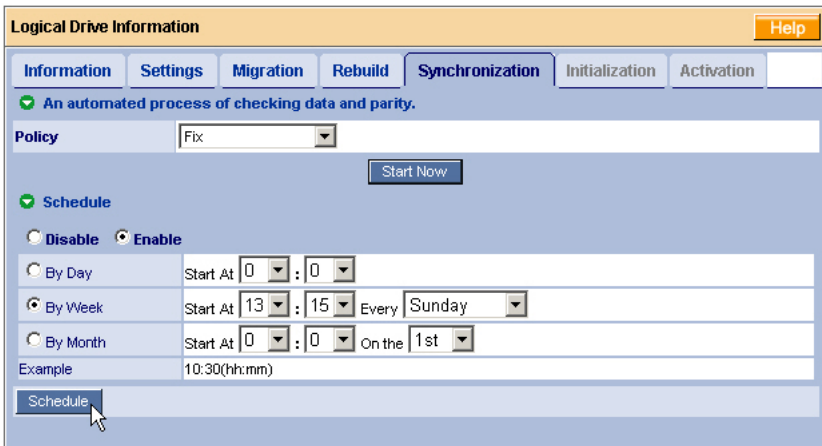 Logical Drive Information Help
Information Settings Migration Rebuild Synchronization Initialization Activation
An automated process of checking data and parity.
Policy Fix
Start Now
Schedule
Disable Enable
By Day Start At 0 : 0
By Week Start At 13 : 15 Every Sunday
By Month Start At 0 : 0 On the 1st
Example 10:30(hh:mm)
Schedule